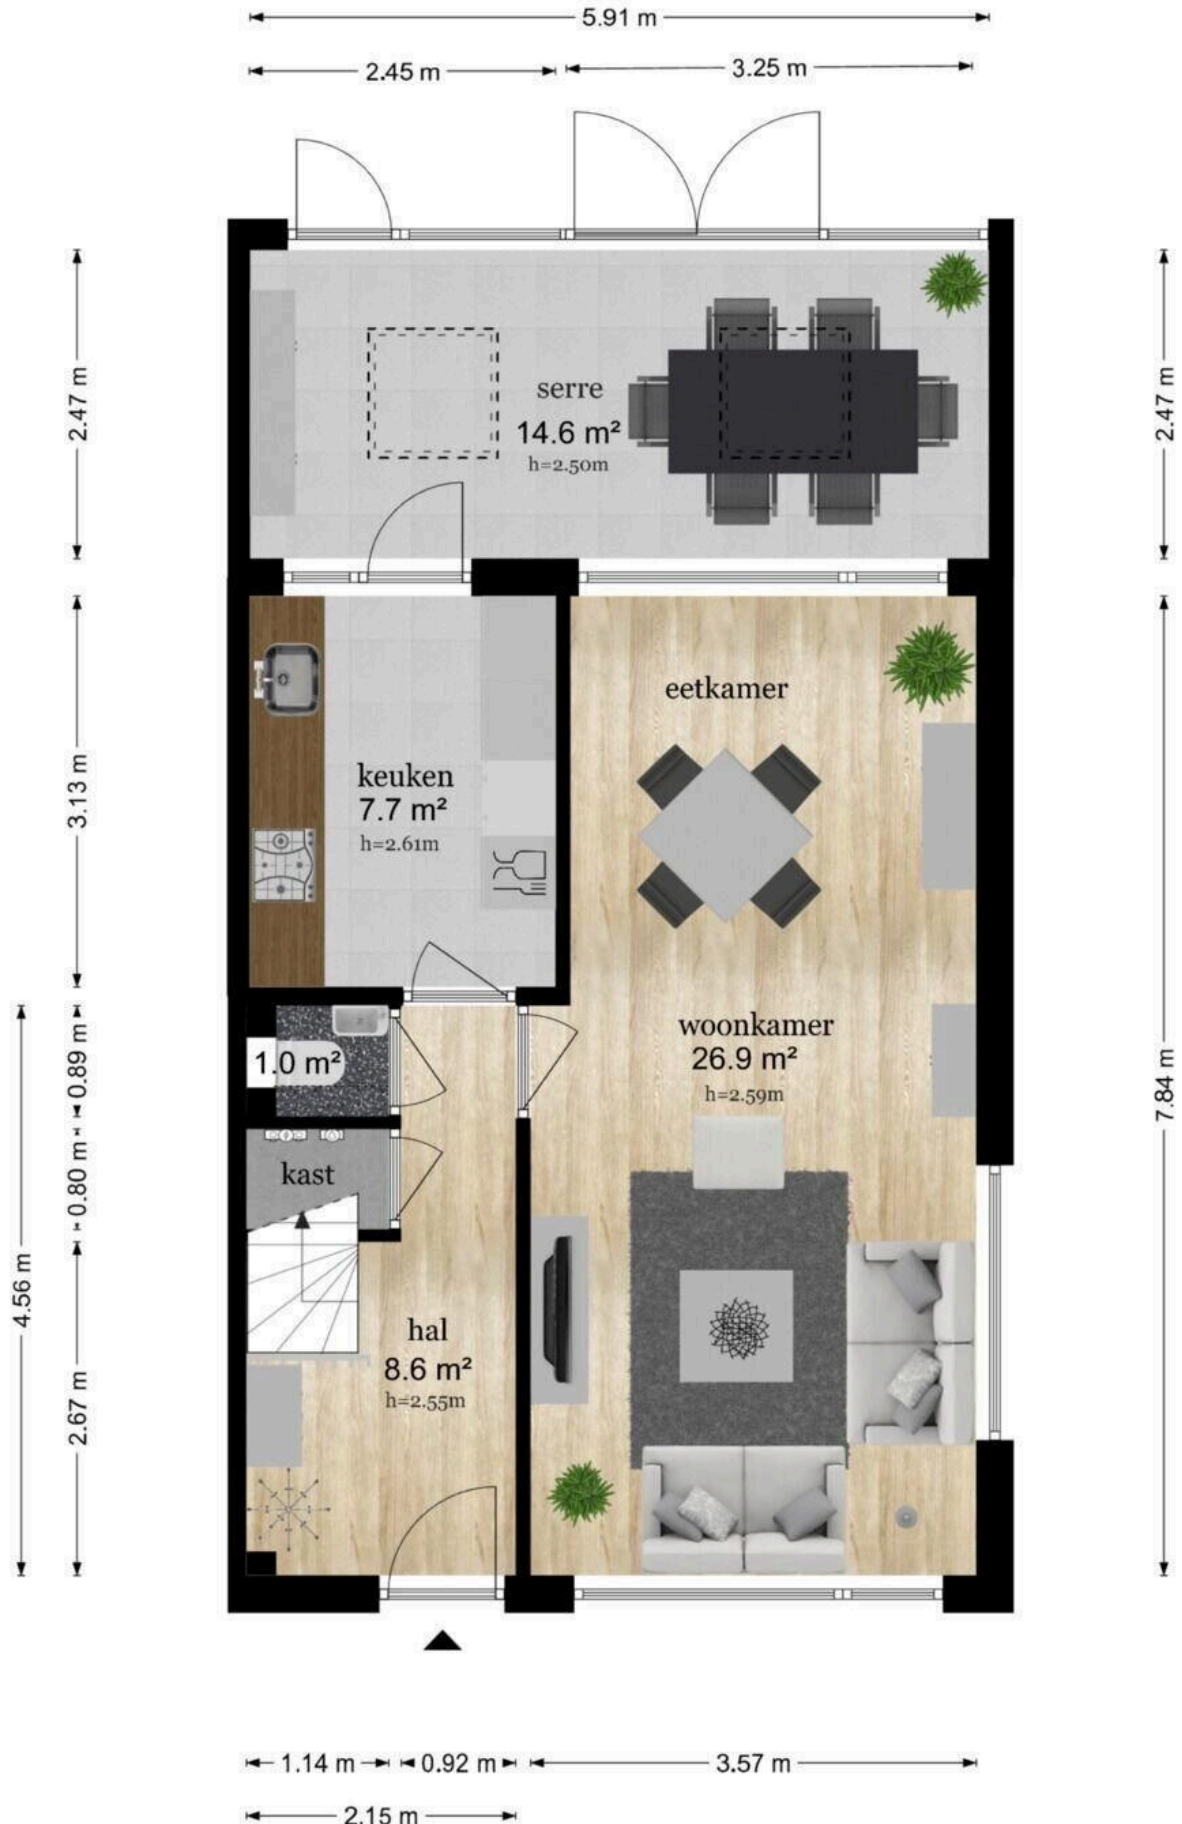 5.91 m
2.45 m
3.25 m
2.47 m
2.47 m
serre
14.6 m²
h=2.50m
eetkamer
keuken
7.7 m²
h=2.61m
3.13 m
woonkamer
26.9 m²
h=2.59m
1.0 m²
0.89 m
7.84 m
kast
0.80 m
4.56 m
hal
8.6 m²
h=2.55m
2.67 m
1.14 m
0.92 m
3.57 m
2.15 m